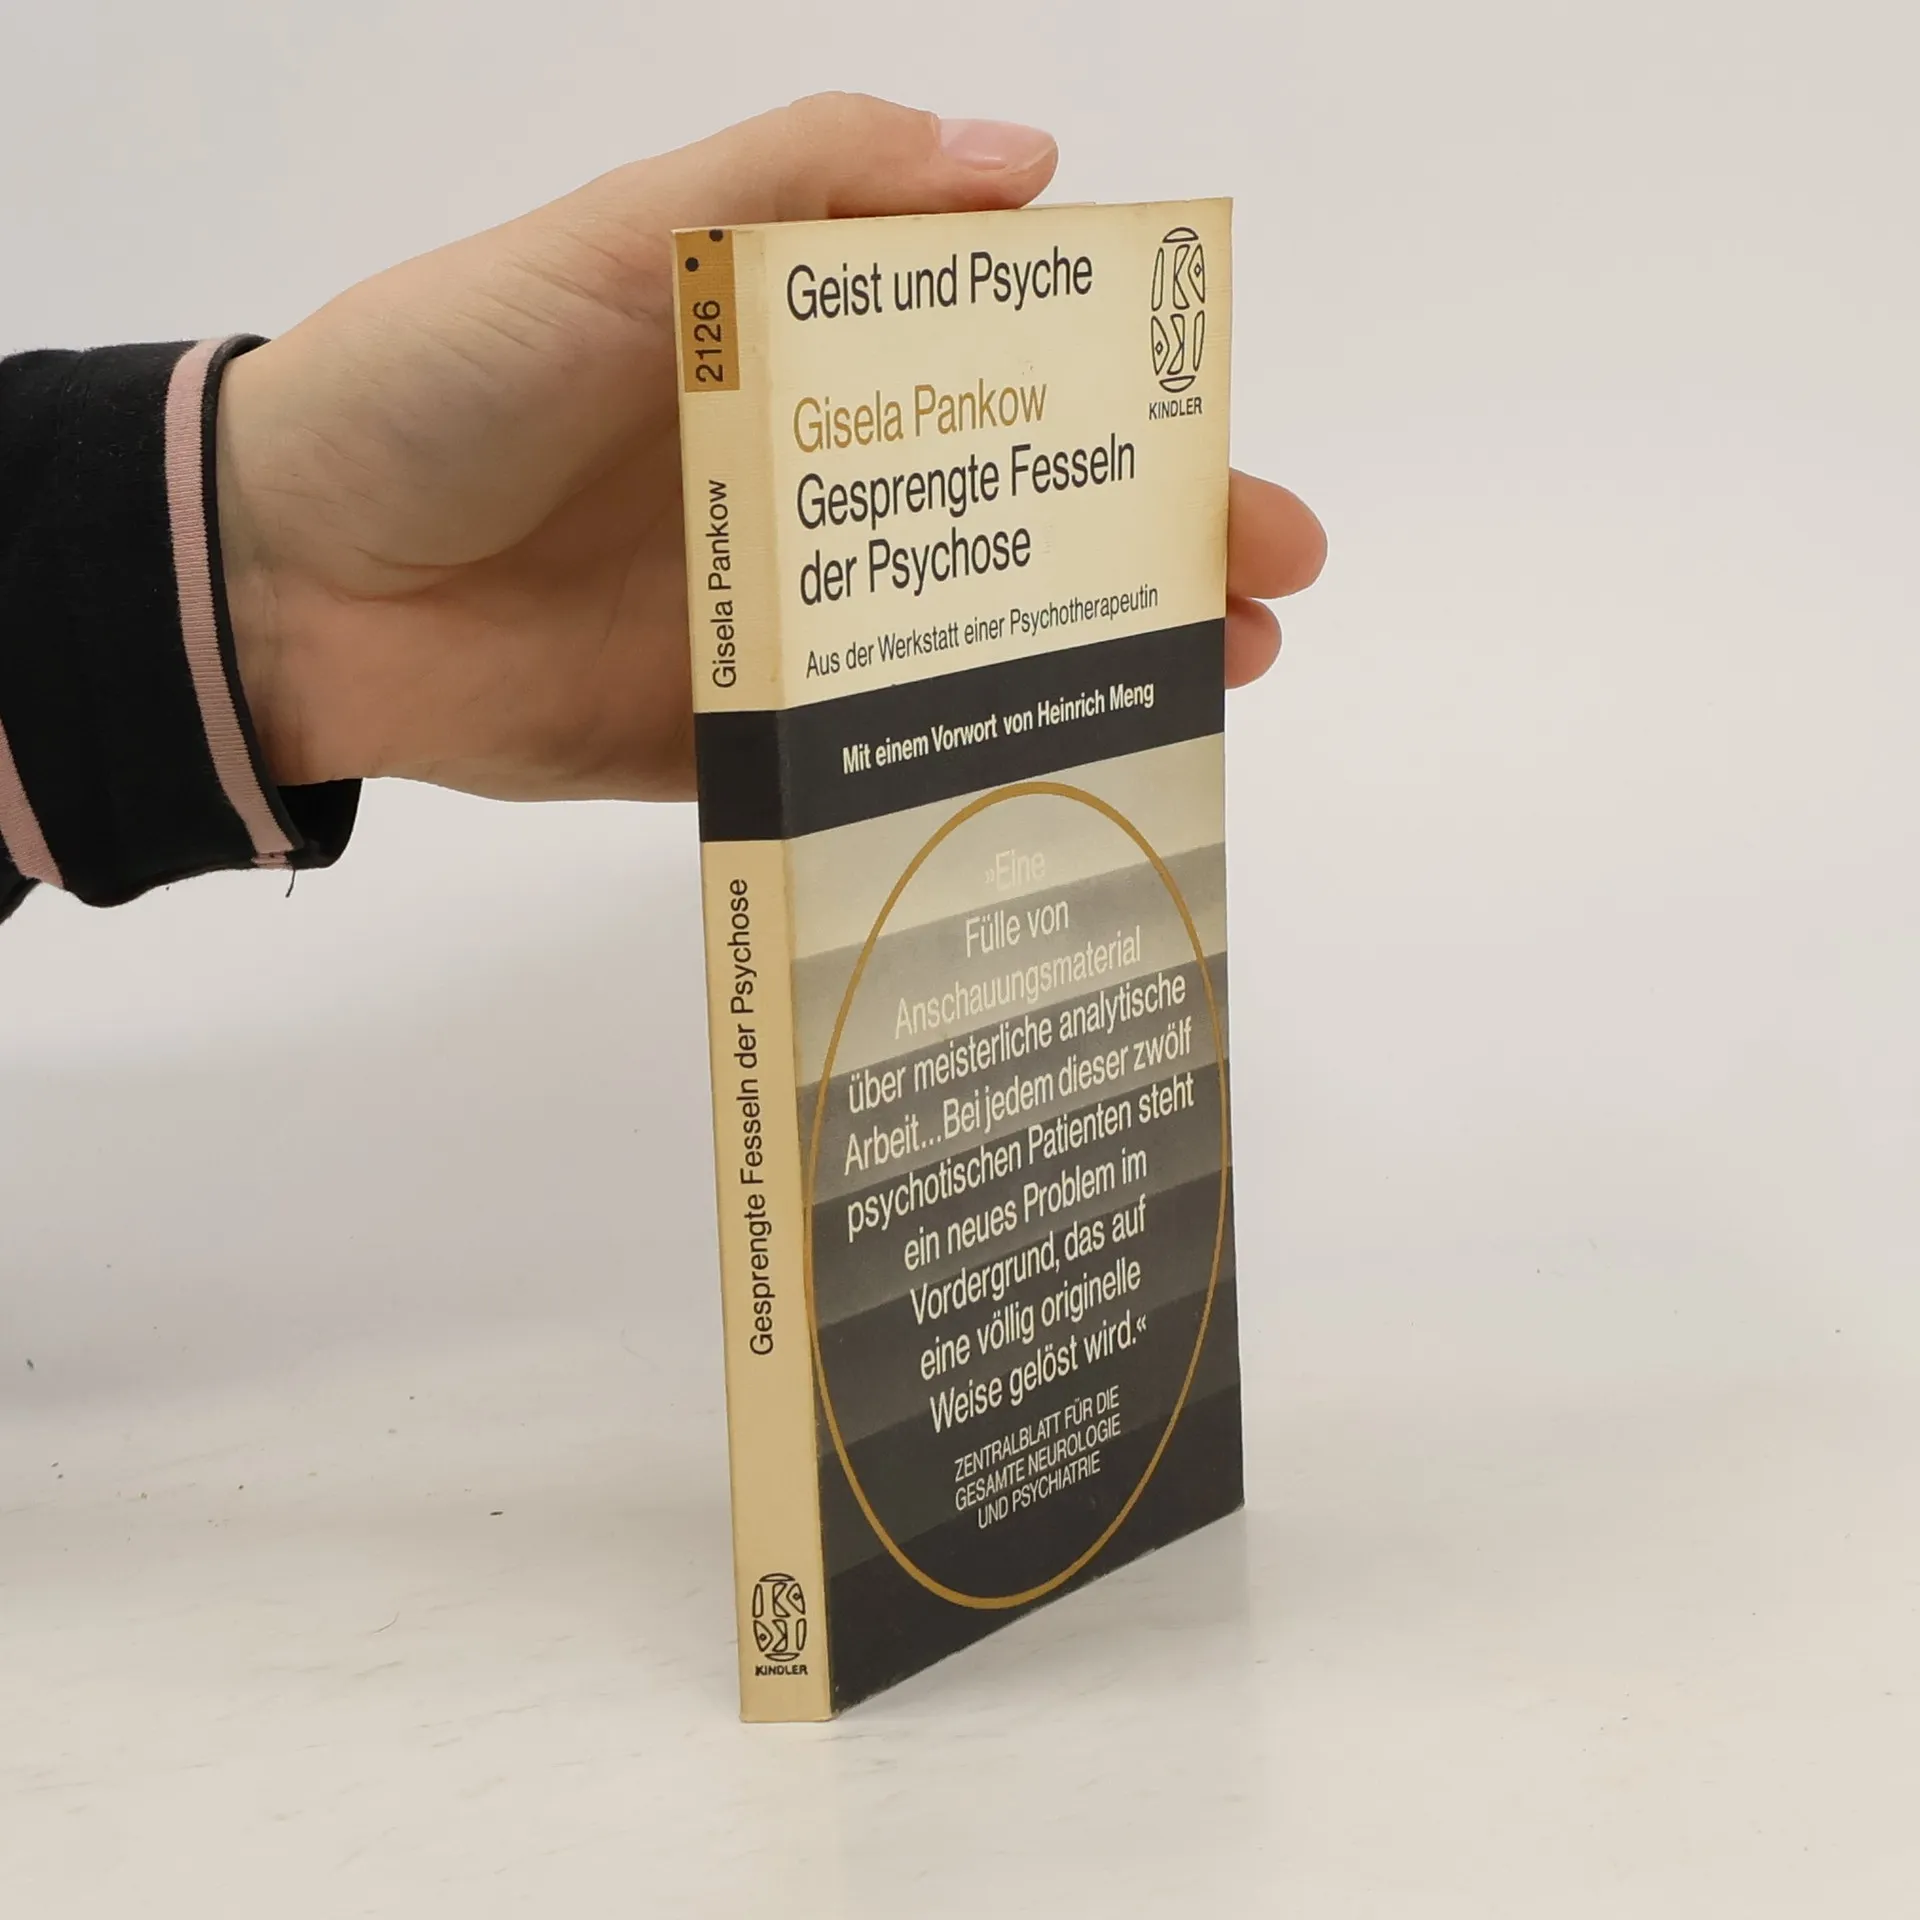 2126
Gisela Pankow
Gesprengte Fesseln der Psychose
KINDLER
Geist und Psyche
KINDLER
Gisela Pankow
Gesprengte Fesseln
der Psychose
Aus der Werkstatt einer Psychotherapeutin
Mit einem Vorwort von Heinrich Meng
»Eine
Fülle von
Anschauungsmaterial
über meisterliche analytische
Arbeit...Bei jedem dieser zwölf
psychotischen Patienten steht
ein neues Problem im
Vordergrund, das auf
eine völlig originelle
Weise gelöst wird.«
ZENTRALBLATT FÜR DIE
GESAMTE NEUROLOGIE
UND PSYCHIATRIE